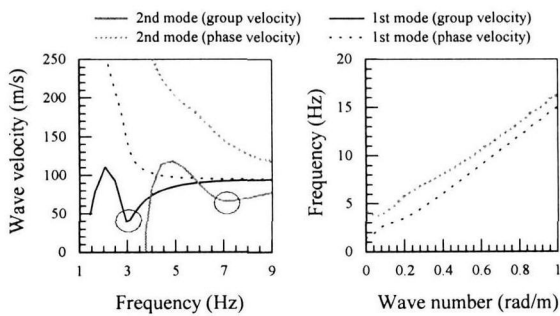 2nd mode (group velocity) 1st mode (group velocity)
2nd mode (phase velocity) 1st mode (phase velocity)
Wave velocity (m/s)
250
200
150
100
50
0
1 3 5 7 9
Frequency (Hz)
Frequency (Hz)
20
15
10
5
0
0 0.2 0.4 0.6 0.8 1.0
Wave number (rad/m)